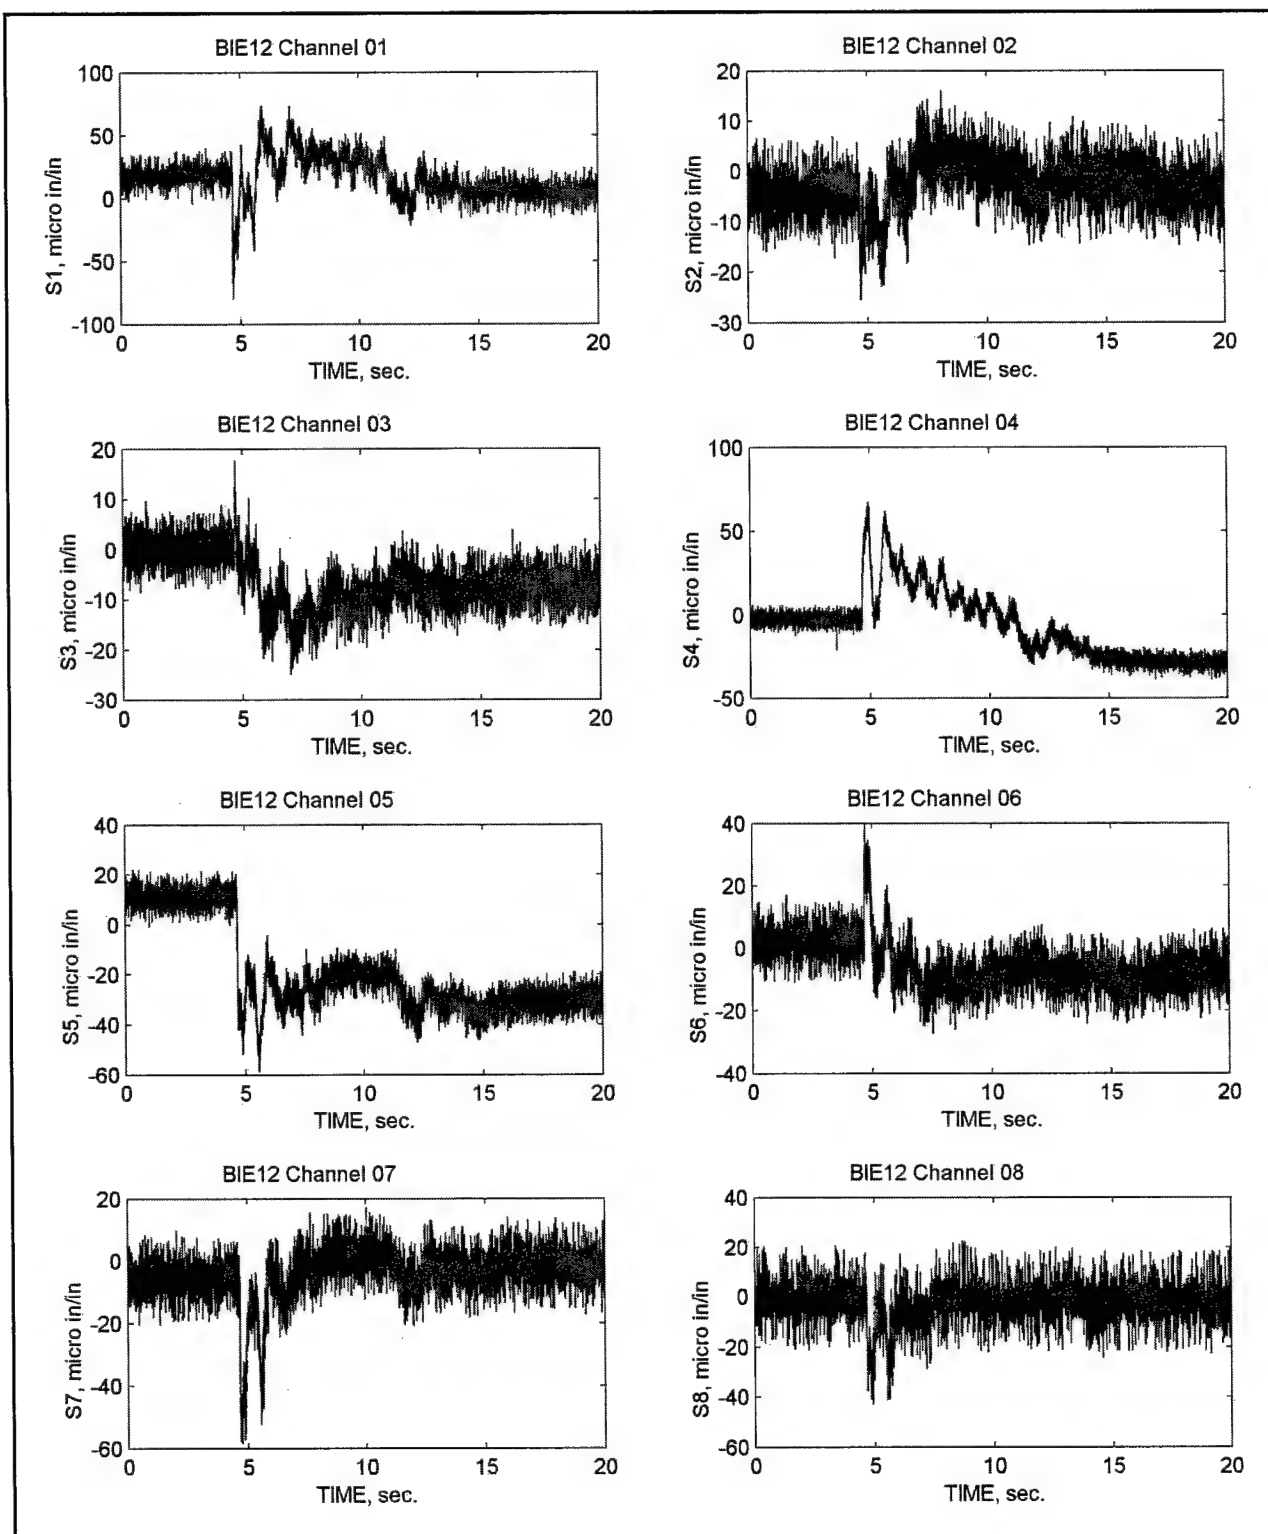 BIE12 Channel 01
100
50
0
-50
-100
S1, micro in/in
0 5 10 15 20
TIME, sec.
BIE12 Channel 02
20
10
0
-10
-20
-30
S2, micro in/in
0 5 10 15 20
TIME, sec.
BIE12 Channel 03
20
10
0
-10
-20
-30
S3, micro in/in
0 5 10 15 20
TIME, sec.
BIE12 Channel 04
100
50
0
-50
S4, micro in/in
0 5 10 15 20
TIME, sec.
BIE12 Channel 05
40
20
0
-20
-40
-60
S5, micro in/in
0 5 10 15 20
TIME, sec.
BIE12 Channel 06
40
20
0
-20
-40
S6, micro in/in
0 5 10 15 20
TIME, sec.
BIE12 Channel 07
20
0
-20
-40
-60
S7, micro in/in
0 5 10 15 20
TIME, sec.
BIE12 Channel 08
40
20
0
-20
-40
-60
S8, micro in/in
0 5 10 15 20
TIME, sec.